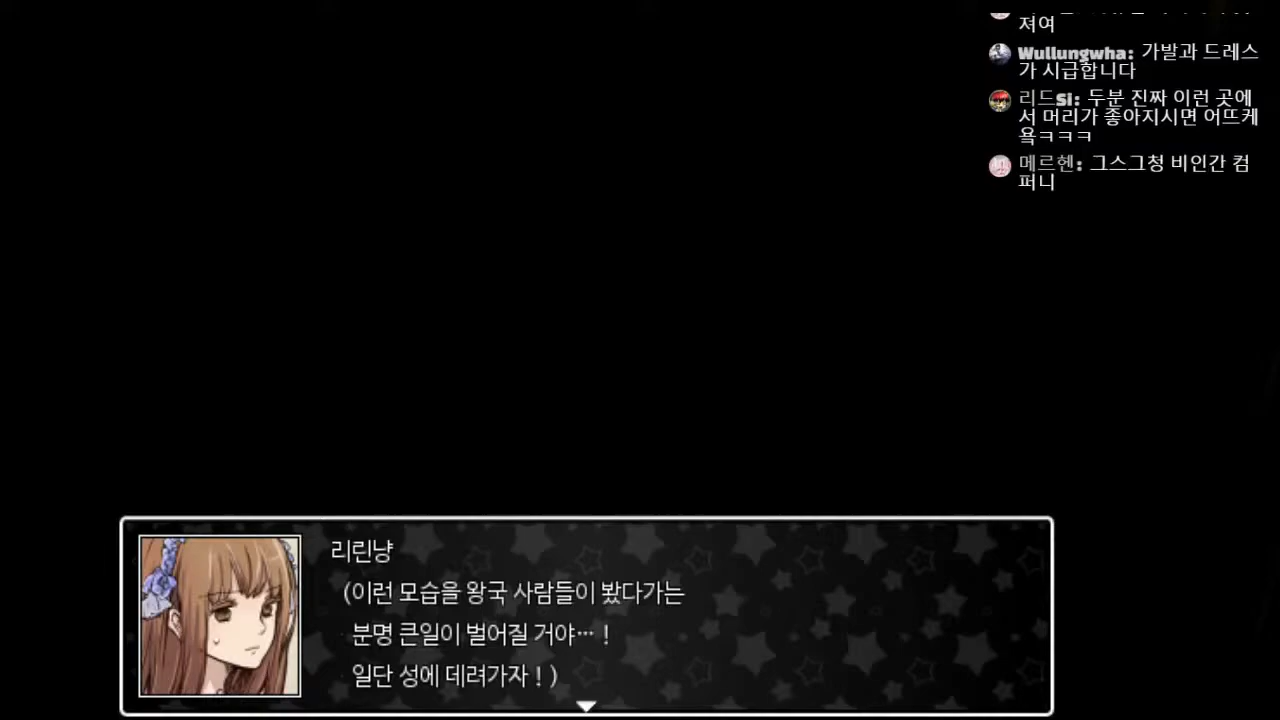 져여
Wullungwha: 가발과 드레스
가 시급합니다
리드Si: 두분 진짜 이런 곳에
서 머리가 좋아지시면 어뜨케
욬ㅋㅋㅋ
메르헨: 그스그청 비인간 컴
퍼니
리린냥
(이런 모습을 왕국 사람들이 봤다가는
분명 큰일이 벌어질 거야…!
일단 성에 데려가자!)